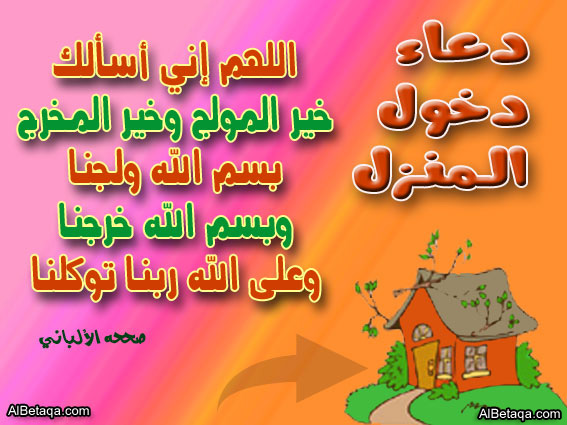 دعاء
دخول
المنزل
اللهم إني أسألك
خير المولج وخير المخرج
بسم الله ولجنا
وبسم الله خرجنا
وعلى الله ربنا توكلنا
صححه الألباني
AlBetaqa.com
AlBetaqa.com